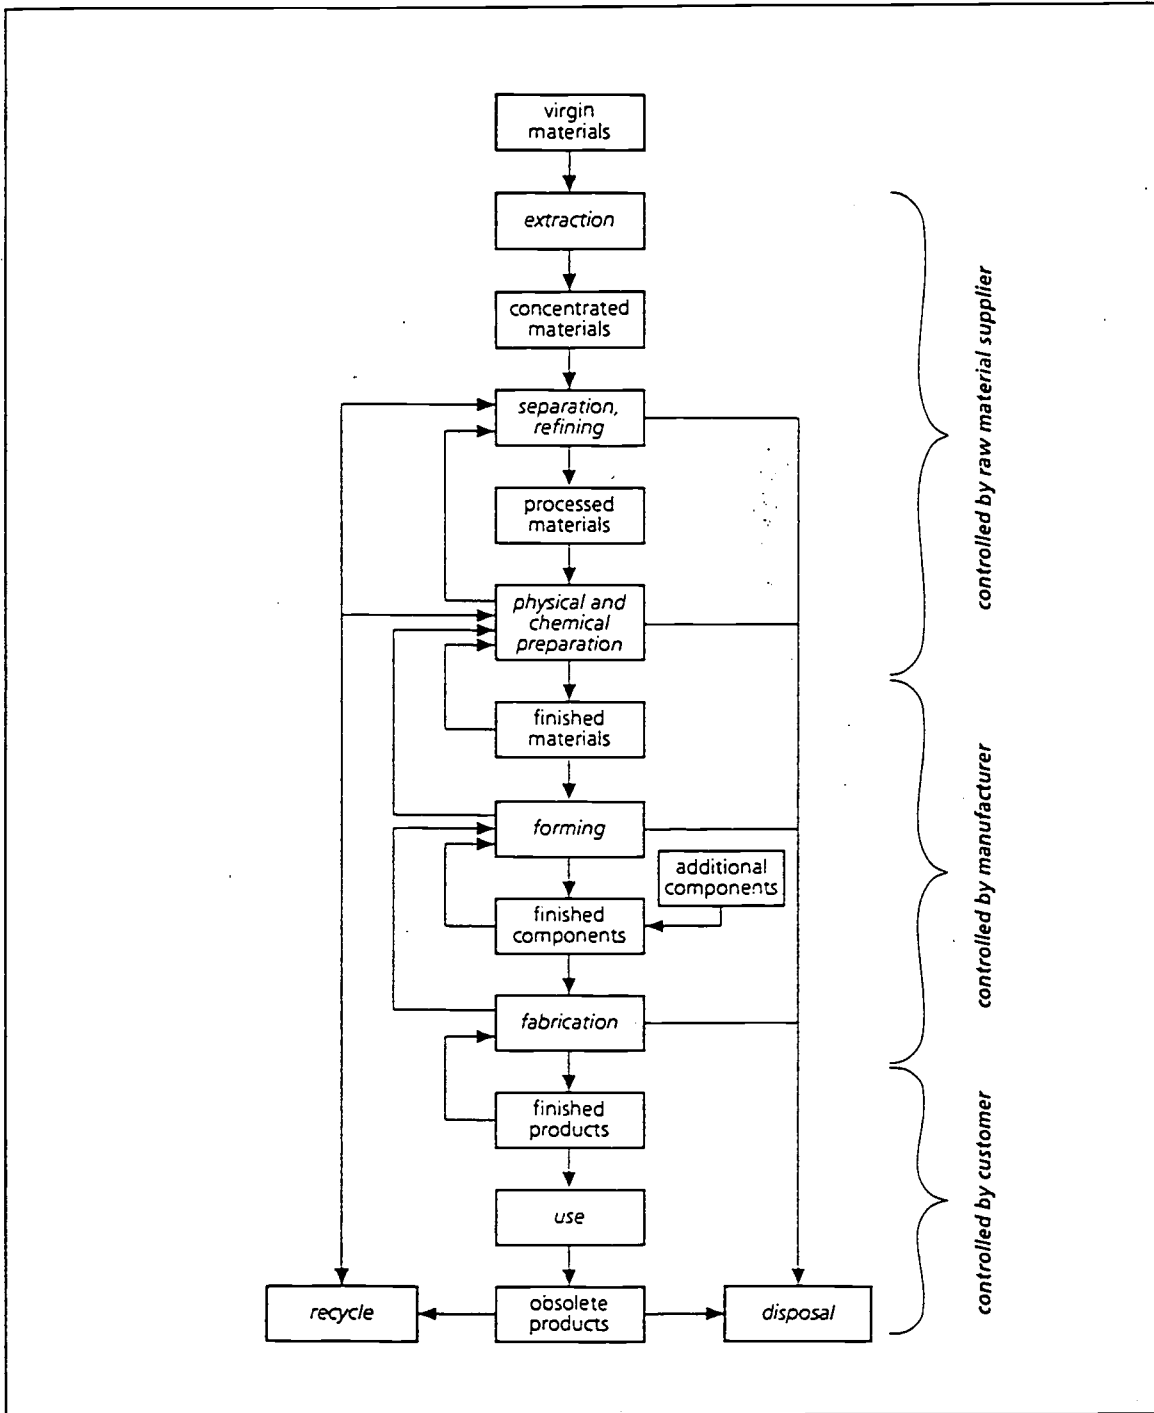 virgin
materials
extraction
concentrated
materials
separation,
refining
processed
materials
physical and
chemical
preparation
finished
materials
forming
additional
components
finished
components
fabrication
finished
products
use
recycle
obsolete
products
disposal
controlled by raw material supplier
controlled by manufacturer
controlled by customer